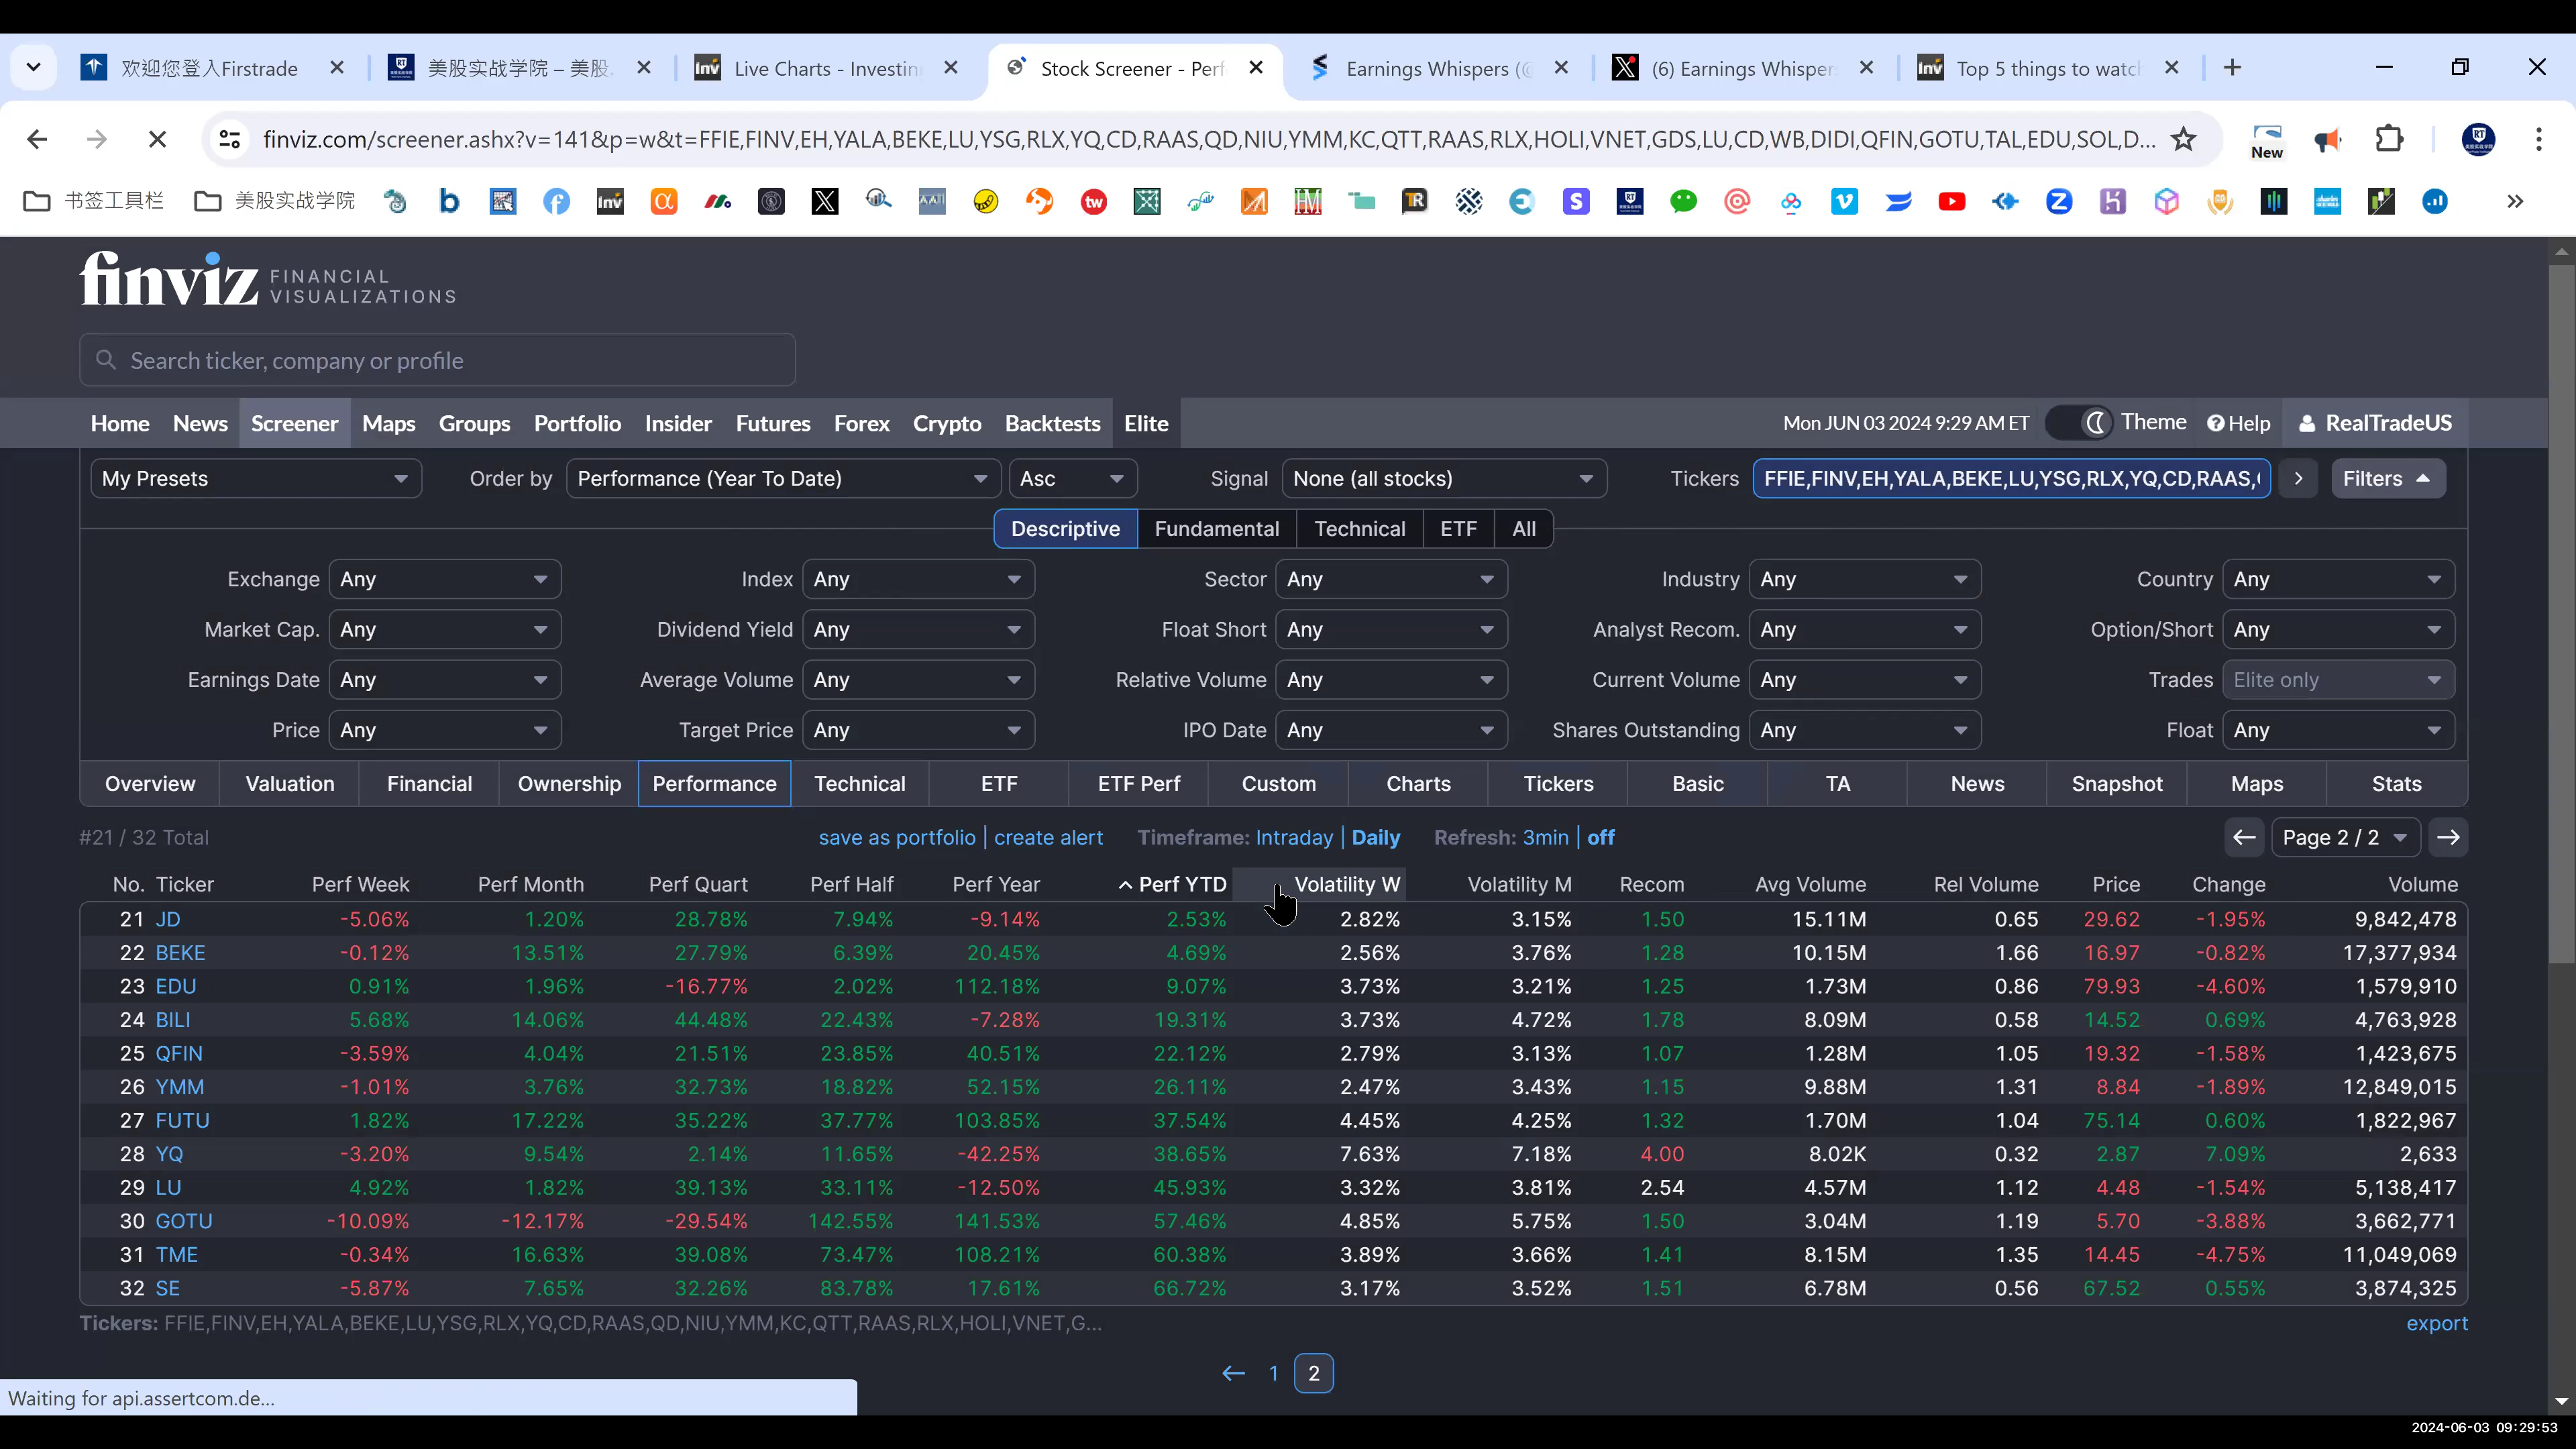 欢迎您登入Firstrade
美股实战学院 – 美股
Live Charts - Investin
Stock Screener - Perf
Earnings Whispers (@
(6) Earnings Whisper
Top 5 things to watch
finviz.com/screener.ashx?v=141&p=w&t=FFIE,FINV,EH,YALA,BEKE,LU,YSG,RLX,YQ,CD,RAAS,QD,NIU,YMM,KC,QTT,RAAS,RLX,HOLI,VNET,GDS,LU,CD,WB,DIDI,QFIN,GOTU,TAL,EDU,SOL,D...
New
书签工具栏 美股实战学院
finviz FINANCIAL
VISUALIZATIONS
Search ticker, company or profile
Home News Screener Maps Groups Portfolio Insider Futures Forex Crypto Backtests Elite Mon JUN 03 2024 9:29 AM ET Theme Help RealTradeUS
My Presets Order by Performance (Year To Date) Asc Signal None (all stocks) Tickers FFIE,FINV,EH,YALA,BEKE,LU,YSG,RLX,YQ,CD,RAAS,( Filters
Descriptive Fundamental Technical ETF All
Exchange Any Index Any Sector Any Industry Any Country Any
Market Cap. Any Dividend Yield Any Float Short Any Analyst Recom. Any Option/Short Any
Earnings Date Any Average Volume Any Relative Volume Any Current Volume Any Trades Elite only
Price Any Target Price Any IPO Date Any Shares Outstanding Any Float Any
Overview Valuation Financial Ownership Performance Technical ETF ETF Perf Custom Charts Tickers Basic TA News Snapshot Maps Stats
#21 / 32 Total save as portfolio | create alert Timeframe: Intraday | Daily Refresh: 3min | off Page 2 / 2
No. Ticker Perf Week Perf Month Perf Quart Perf Half Perf Year Perf YTD Volatility W Volatility M Recom Avg Volume Rel Volume Price Change Volume
21 JD -5.06% 1.20% 28.78% 7.94% -9.14% 2.53% 2.82% 3.15% 1.50 15.11M 0.65 29.62 -1.95% 9,842,478
22 BEKE -0.12% 13.51% 27.79% 6.39% 20.45% 4.69% 2.56% 3.76% 1.28 10.15M 1.66 16.97 -0.82% 17,377,934
23 EDU 0.91% 1.96% -16.77% 2.02% 112.18% 9.07% 3.73% 3.21% 1.25 1.73M 0.86 79.93 -4.60% 1,579,910
24 BILI 5.68% 14.06% 44.48% 22.43% -7.28% 19.31% 3.73% 4.72% 1.78 8.09M 0.58 14.52 0.69% 4,763,928
25 QFIN -3.59% 4.04% 21.51% 23.85% 40.51% 22.12% 2.79% 3.13% 1.07 1.28M 1.05 19.32 -1.58% 1,423,675
26 YMM -1.01% 3.76% 32.73% 18.82% 52.15% 26.11% 2.47% 3.43% 1.15 9.88M 1.31 8.84 -1.89% 12,849,015
27 FUTU 1.82% 17.22% 35.22% 37.77% 103.85% 37.54% 4.45% 4.25% 1.32 1.70M 1.04 75.14 0.60% 1,822,967
28 YQ -3.20% 9.54% 2.14% 11.65% -42.25% 38.65% 7.63% 7.18% 4.00 8.02K 0.32 2.87 7.09% 2,633
29 LU 4.92% 1.82% 39.13% 33.11% -12.50% 45.93% 3.32% 3.81% 2.54 4.57M 1.12 4.48 -1.54% 5,138,417
30 GOTU -10.09% -12.17% -29.54% 142.55% 141.53% 57.46% 4.85% 5.75% 1.50 3.04M 1.19 5.70 -3.88% 3,662,771
31 TME -0.34% 16.63% 39.08% 73.47% 108.21% 60.38% 3.89% 3.66% 1.41 8.15M 1.35 14.45 -4.75% 11,049,069
32 SE -5.87% 7.65% 32.26% 83.78% 17.61% 66.72% 3.17% 3.52% 1.51 6.78M 0.56 67.52 0.55% 3,874,325
Tickers: FFIE,FINV,EH,YALA,BEKE,LU,YSG,RLX,YQ,CD,RAAS,QD,NIU,YMM,KC,QTT,RAAS,RLX,HOLI,VNET,G... export
1 2
Waiting for api.assertcom.de...
2024-06-03 09:29:53